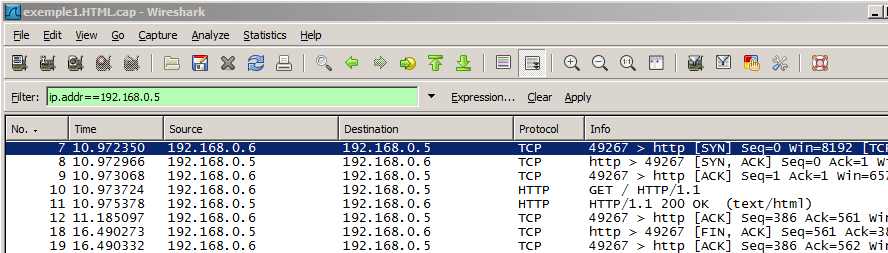 exemple1.HTML.cap - Wireshark
File Edit View Go Capture Analyze Statistics Help
Filter: ip.addr==192.168.0.5 Expression... Clear Apply
No. Time Source Destination Protocol Info
7 10.972350 192.168.0.6 192.168.0.5 TCP 49267 > http [SYN] Seq=0 Win=8192 [TCP
8 10.972966 192.168.0.5 192.168.0.6 TCP http > 49267 [SYN, ACK] Seq=0 Ack=1 W
9 10.973068 192.168.0.6 192.168.0.5 TCP 49267 > http [ACK] Seq=1 Ack=1 Win=657
10 10.973724 192.168.0.6 192.168.0.5 HTTP GET / HTTP/1.1
11 10.975378 192.168.0.5 192.168.0.6 HTTP HTTP/1.1 200 OK (text/html)
12 11.185097 192.168.0.6 192.168.0.5 TCP 49267 > http [ACK] Seq=386 Ack=561 Win
18 16.490273 192.168.0.5 192.168.0.6 TCP http > 49267 [FIN, ACK] Seq=561 Ack=38
19 16.490332 192.168.0.6 192.168.0.5 TCP 49267 > http [ACK] Seq=386 Ack=562 Win